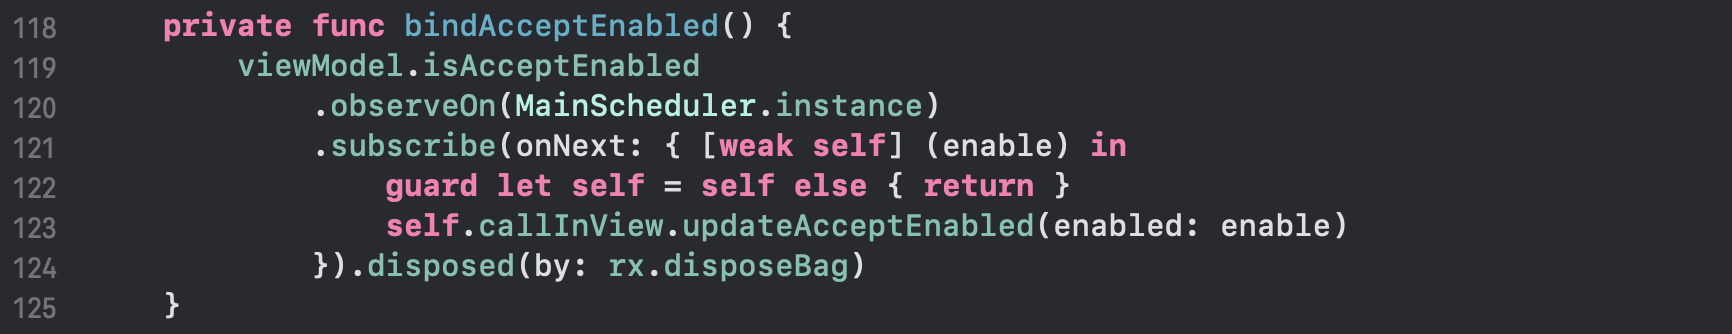 118 private func bindAcceptEnabled() {
119 viewModel.isAcceptEnabled
120 .observeOn(MainScheduler.instance)
121 .subscribe(onNext: { [weak self] (enable) in
122 guard let self = self else { return }
123 self.callInView.updateAcceptEnabled(enabled: enable)
124 }).disposed(by: rx.disposeBag)
125 }